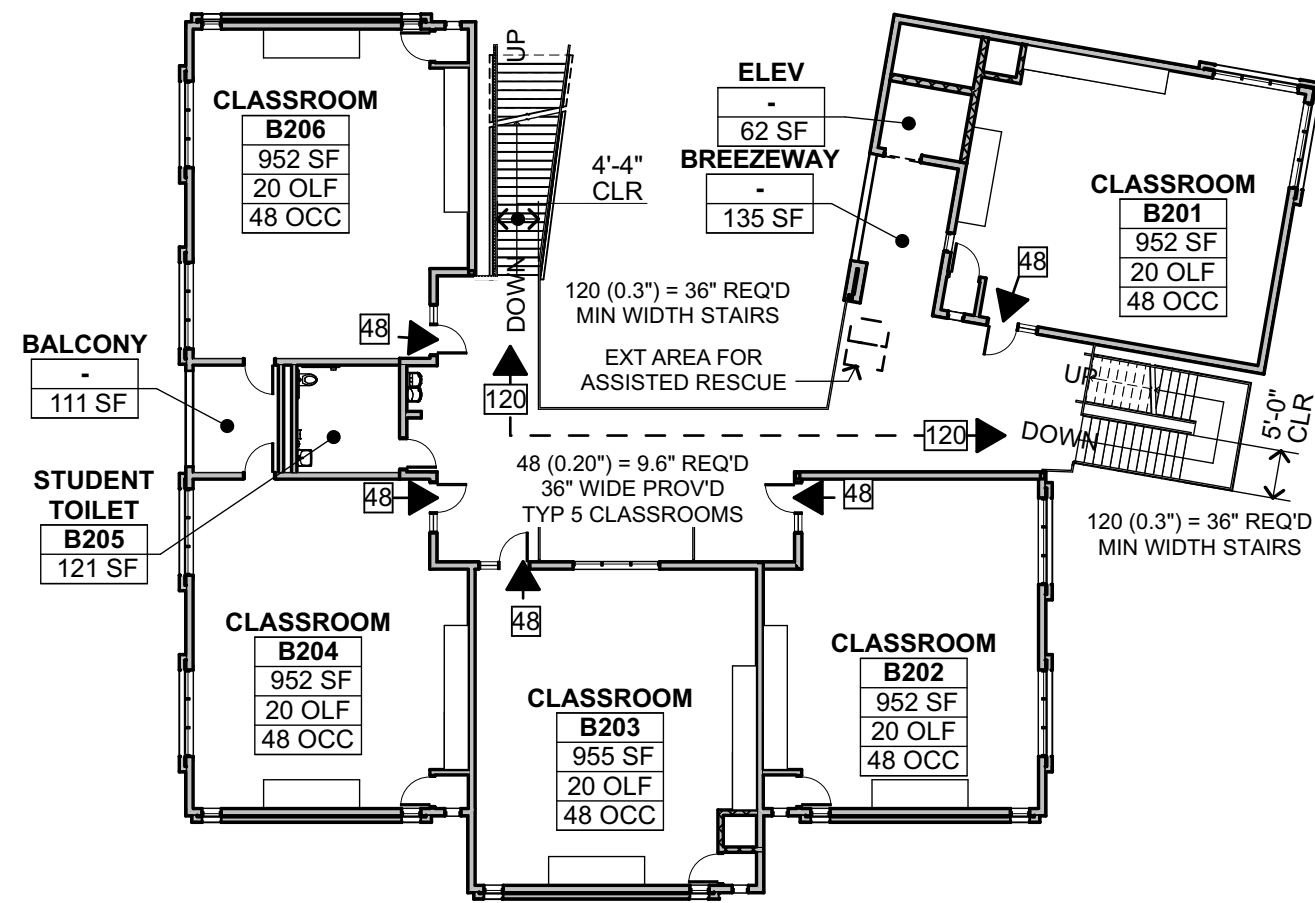 UP
CLASSROOM
B206
952 SF
20 OLF
48 OCC
4'-4"
CLR
ELEV
-
62 SF
BREEZEWAY
-
135 SF
CLASSROOM
B201
952 SF
20 OLF
48 OCC
48
DOWN
120 (0.3") = 36" REQ'D
MIN WIDTH STAIRS
48
EXT AREA FOR
ASSISTED RESCUE
BALCONY
-
111 SF
120
UP
DOWN
120
5'-0"
CLR
120 (0.3") = 36" REQ'D
MIN WIDTH STAIRS
STUDENT
TOILET
B205
121 SF
48
48 (0.20") = 9.6" REQ'D
36" WIDE PROV'D
TYP 5 CLASSROOMS
48
48
CLASSROOM
B204
952 SF
20 OLF
48 OCC
CLASSROOM
B203
955 SF
20 OLF
48 OCC
CLASSROOM
B202
952 SF
20 OLF
48 OCC